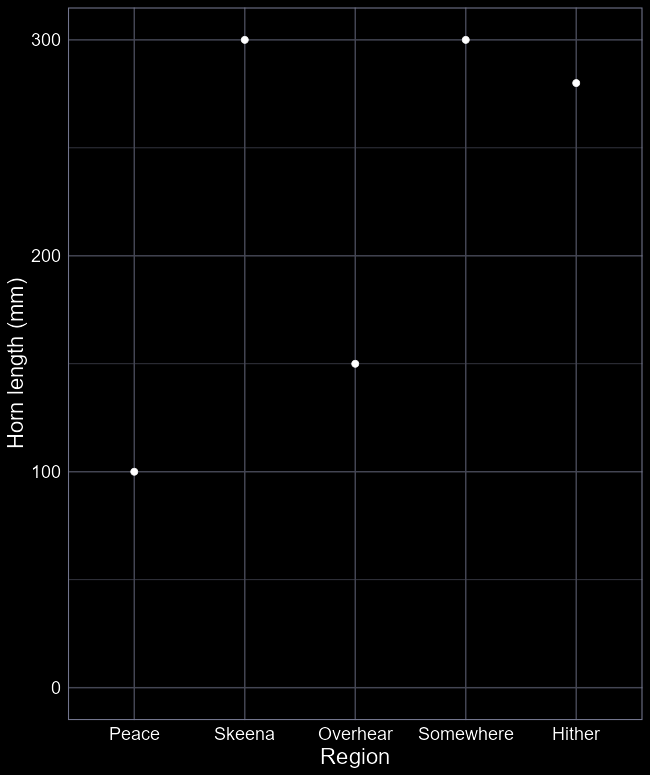 Horn length (mm)
300
200
100
0
Peace Skeena Overhear Somewhere Hither
Region